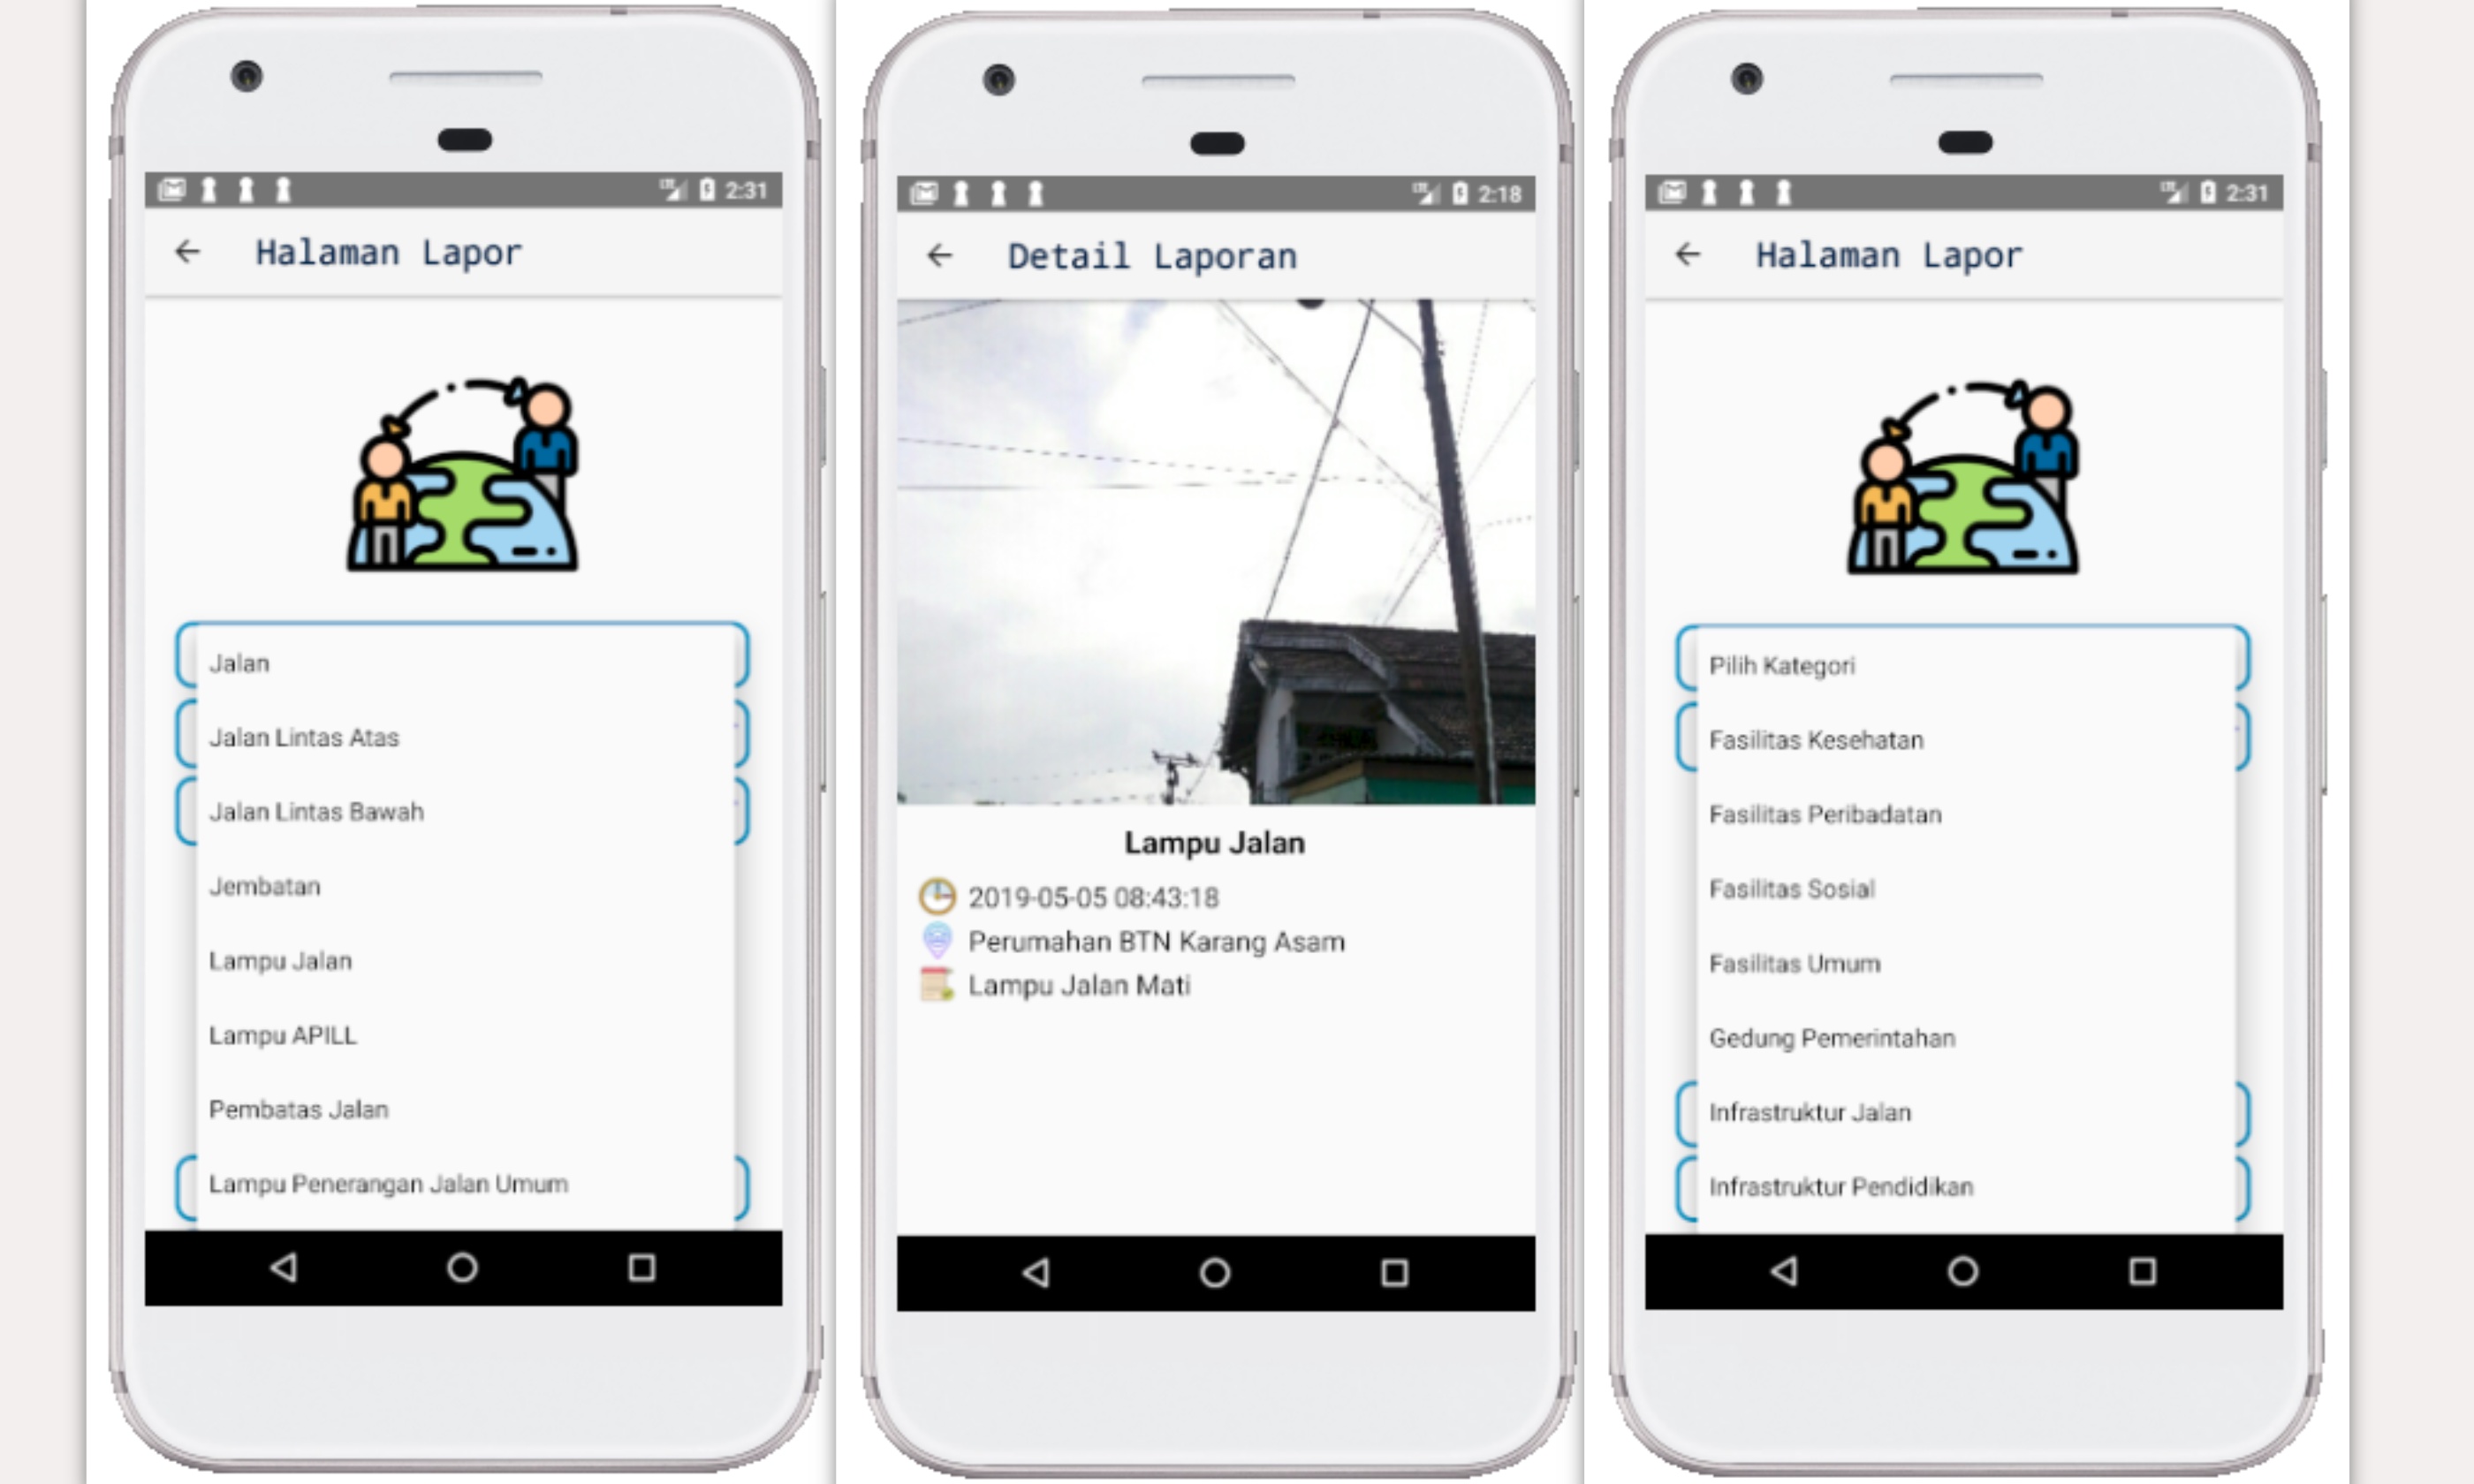 2:31
Halaman Lapor
Jalan
Jalan Lintas Atas
Jalan Lintas Bawah
Jembatan
Lampu Jalan
Lampu APILL
Pembatas Jalan
Lampu Penerangan Jalan Umum
2:18
Detail Laporan
Lampu Jalan
2019-05-05 08:43:18
Perumahan BTN Karang Asam
Lampu Jalan Mati
2:31
Halaman Lapor
Pilih Kategori
Fasilitas Kesehatan
Fasilitas Peribadatan
Fasilitas Sosial
Fasilitas Umum
Gedung Pemerintahan
Infrastruktur Jalan
Infrastruktur Pendidikan